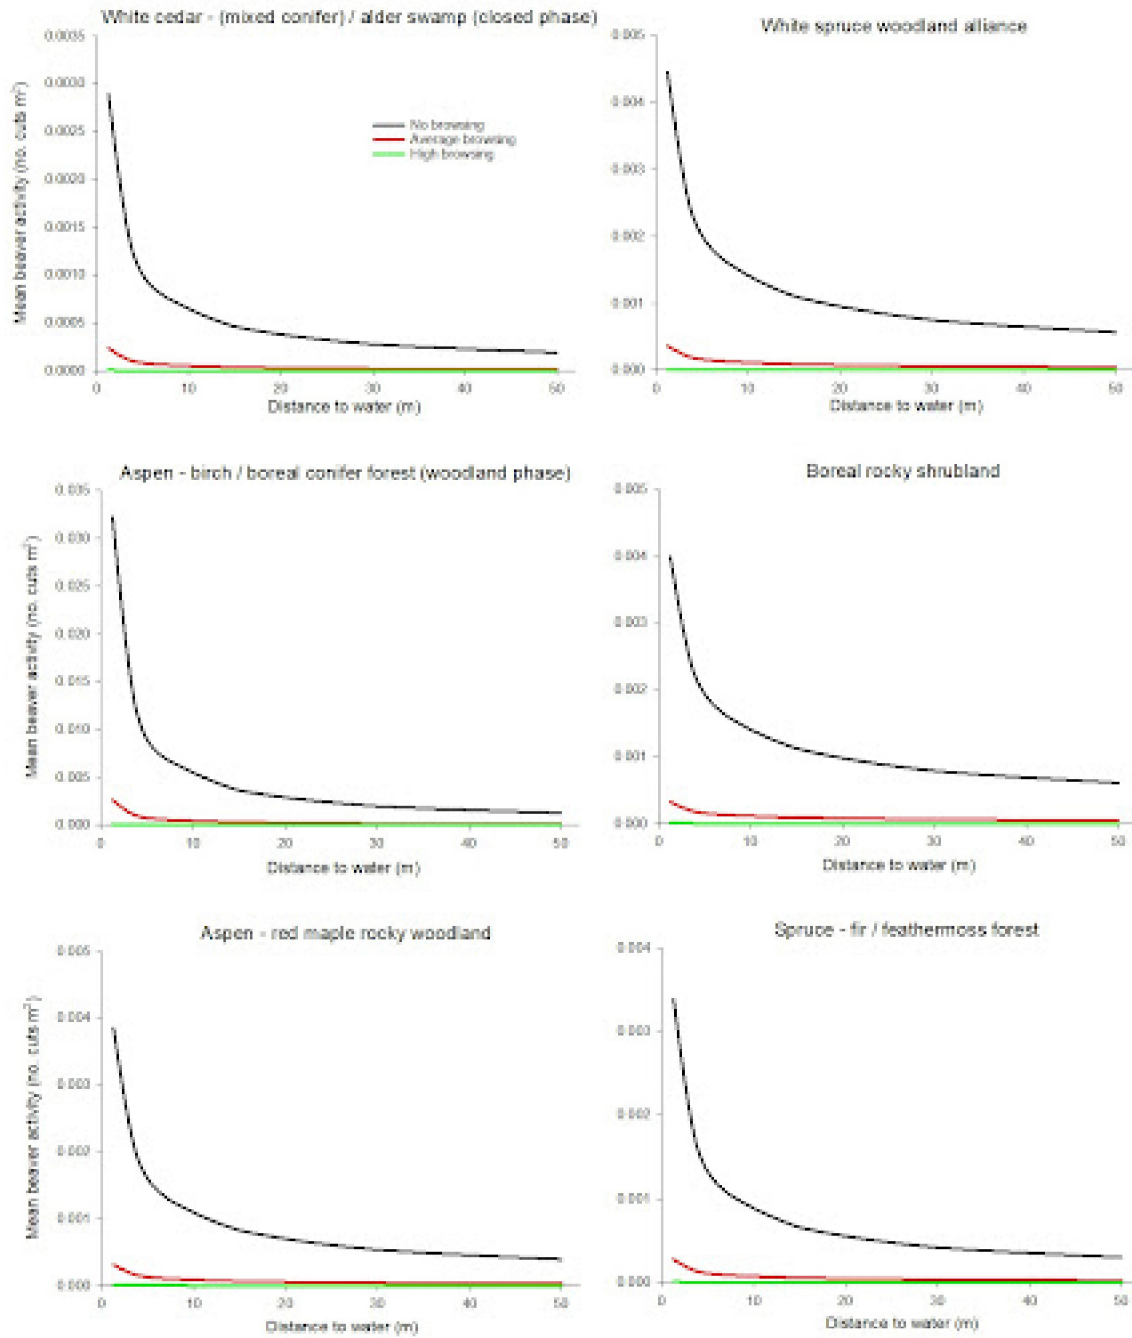 White cedar - (mixed conifer) / alder swamp (closed phase)
Mean beaver activity (no. cuts m²)
0.0035
0.0030
0.0025
0.0020
0.0015
0.0010
0.0005
0.0000
No browsing
Average browsing
High browsing
0 10 20 30 40 50
Distance to water (m)
White spruce woodland alliance
0.005
0.004
0.003
0.002
0.001
0.000
0 10 20 30 40 50
Distance to water (m)
Aspen - birch / boreal conifer forest (woodland phase)
Mean beaver activity (no. cuts m²)
0.035
0.030
0.025
0.020
0.015
0.010
0.005
0.000
0 10 20 30 40 50
Distance to water (m)
Boreal rocky shrubland
0.005
0.004
0.003
0.002
0.001
0.000
0 10 20 30 40 50
Distance to water (m)
Aspen - red maple rocky woodland
Mean beaver activity (no. cuts m²)
0.005
0.004
0.003
0.002
0.001
0.000
0 10 20 30 40 50
Distance to water (m)
Spruce - fir / feathermoss forest
0.004
0.003
0.002
0.001
0.000
0 10 20 30 40 50
Distance to water (m)